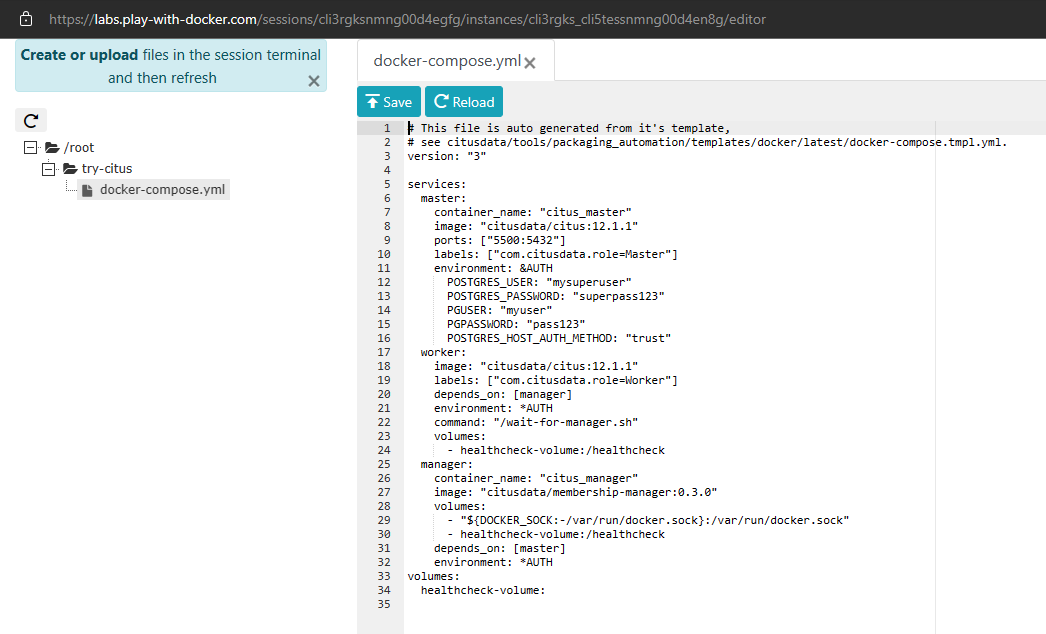 https://labs.play-with-docker.com/sessions/cli3rgksnmng00d4egfg/instances/cli3rgks_cli5tessnmng00d4en8g/editor
Create or upload files in the session terminal
and then refresh
/root
try-citus
docker-compose.yml
docker-compose.yml
Save Reload
1 # This file is auto generated from it's template,
2 # see citusdata/tools/packaging_automation/templates/docker/latest/docker-compose.tmpl.yml.
3 version: "3"
4
5 services:
6 master:
7 container_name: "citus_master"
8 image: "citusdata/citus:12.1.1"
9 ports: ["5500:5432"]
10 labels: ["com.citusdata.role=Master"]
11 environment: &AUTH
12 POSTGRES_USER: "mysuperuser"
13 POSTGRES_PASSWORD: "superpass123"
14 PGUSER: "myuser"
15 PGPASSWORD: "pass123"
16 POSTGRES_HOST_AUTH_METHOD: "trust"
17 worker:
18 image: "citusdata/citus:12.1.1"
19 labels: ["com.citusdata.role=Worker"]
20 depends_on: [manager]
21 environment: *AUTH
22 command: "/wait-for-manager.sh"
23 volumes:
24 - healthcheck-volume:/healthcheck
25 manager:
26 container_name: "citus_manager"
27 image: "citusdata/membership-manager:0.3.0"
28 volumes:
29 - "${DOCKER_SOCK:-/var/run/docker.sock}:/var/run/docker.sock"
30 - healthcheck-volume:/healthcheck
31 depends_on: [master]
32 environment: *AUTH
33 volumes:
34 healthcheck-volume:
35